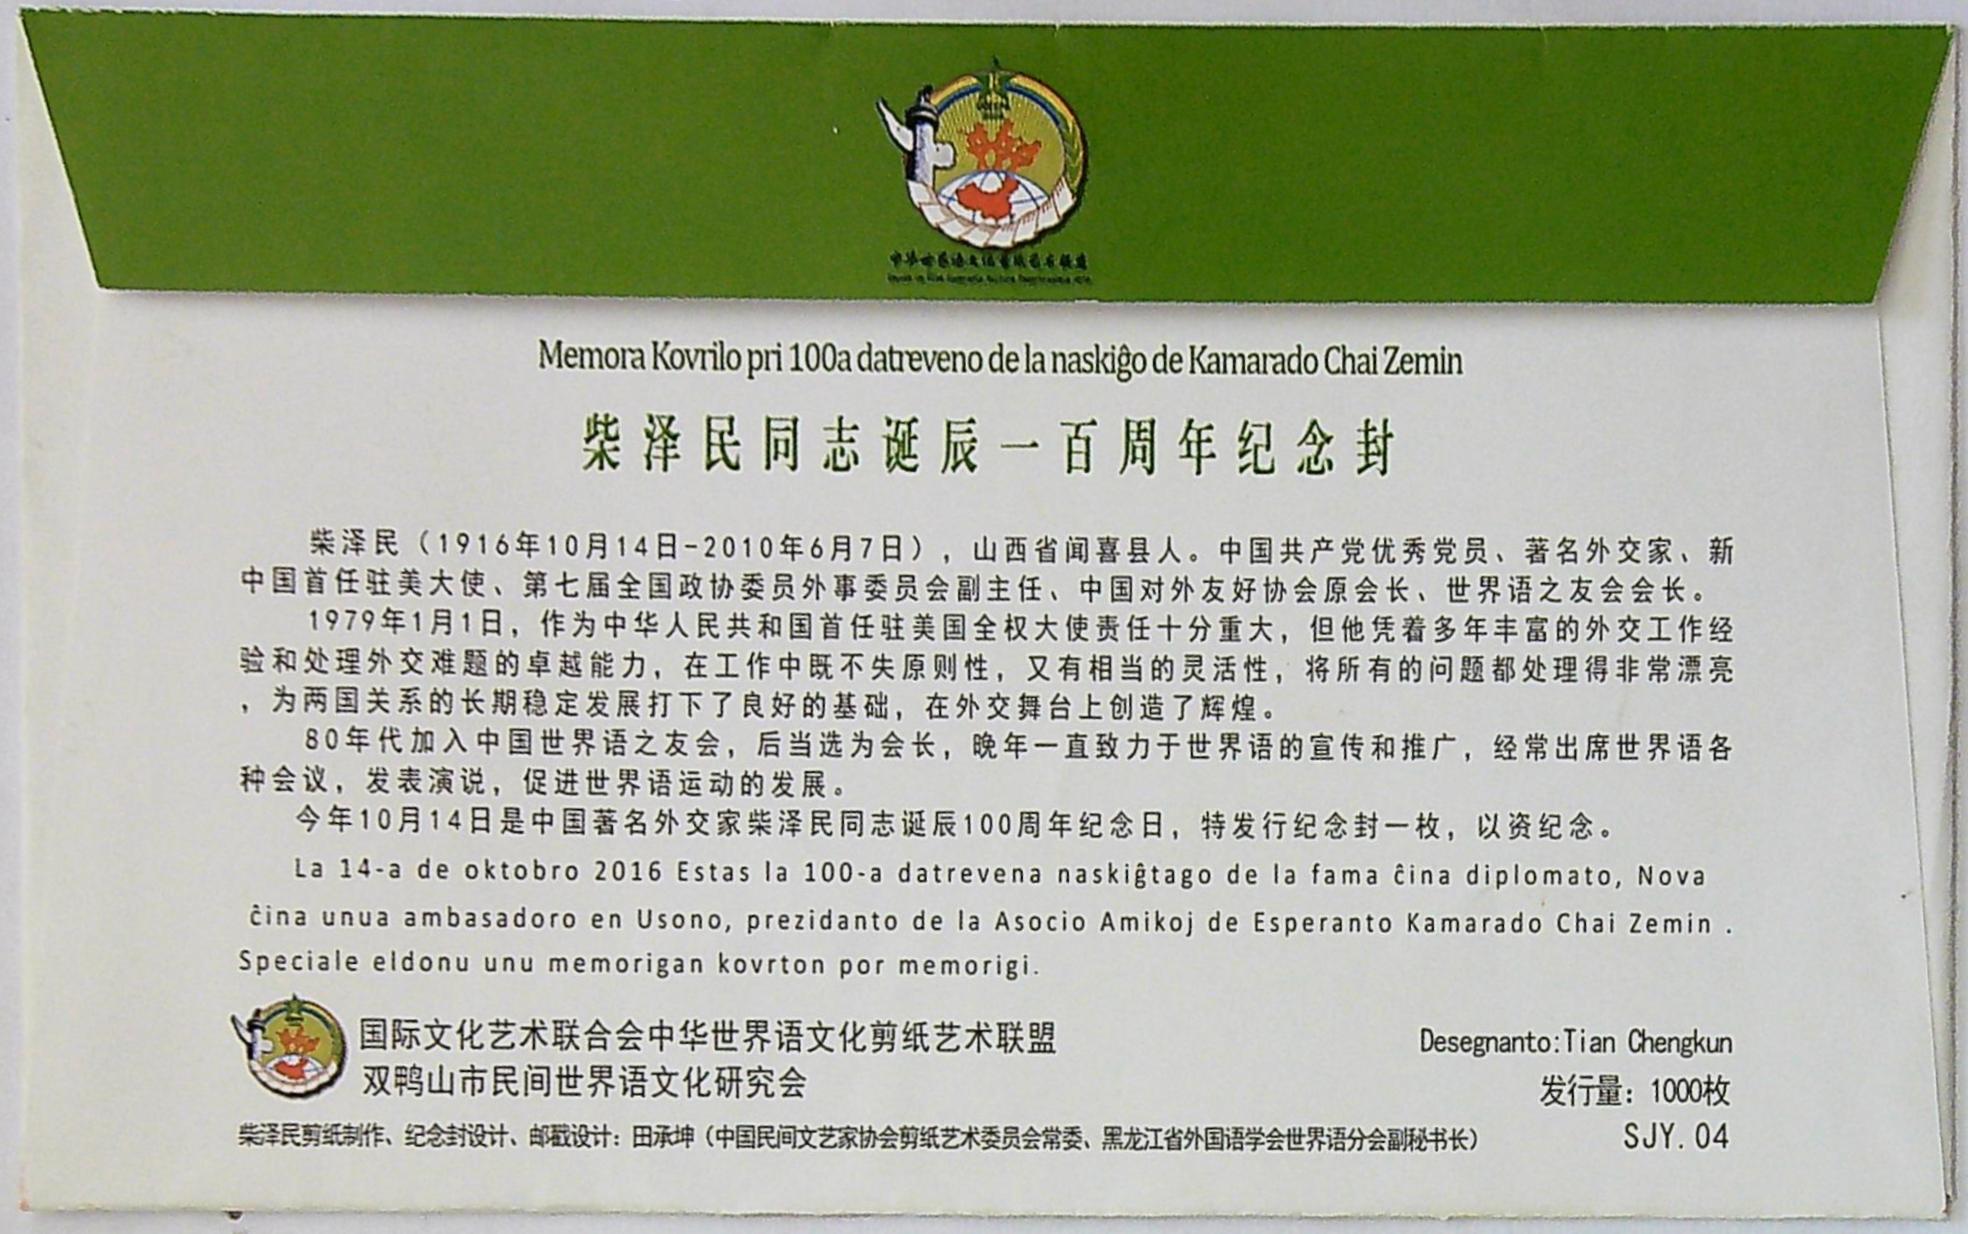 中华世界语文化剪纸艺术联盟
Memora Kovrilo pri 100a datreveno de la naskiĝo de Kamarado Chai Zemin
柴泽民同志诞辰一百周年纪念封
柴泽民（1916年10月14日-2010年6月7日），山西省闻喜县人。中国共产党优秀党员、著名外交家、新
中国首任驻美大使、第七届全国政协委员外事委员会副主任、中国对外友好协会原会长、世界语之友会会长。
1979年1月1日，作为中华人民共和国首任驻美国全权大使责任十分重大，但他凭着多年丰富的外交工作经
验和处理外交难题的卓越能力，在工作中既不失原则性，又有相当的灵活性，将所有的问题都处理得非常漂亮
，为两国关系的长期稳定发展打下了良好的基础，在外交舞台上创造了辉煌。
80年代加入中国世界语之友会，后当选为会长，晚年一直致力于世界语的宣传和推广，经常出席世界语各
种会议，发表演说，促进世界语运动的发展。
今年10月14日是中国著名外交家柴泽民同志诞辰100周年纪念日，特发行纪念封一枚，以资纪念。
La 14-a de oktobro 2016 Estas la 100-a datrevena naskiĝtago de la fama ĉina diplomato, Nova
ĉina unua ambasadoro en Usono, prezidanto de la Asocio Amikoj de Esperanto Kamarado Chai Zemin .
Speciale eldonu unu memorigan kovrton por memorigi.
国际文化艺术联合会中华世界语文化剪纸艺术联盟
双鸭山市民间世界语文化研究会
Desegnanto:Tian Chengkun
发行量：1000枚
柴泽民剪纸制作、纪念封设计、邮戳设计：田承坤（中国民间文艺家协会剪纸艺术委员会常委、黑龙江省外国语学会世界语分会副秘书长）
SJY.04